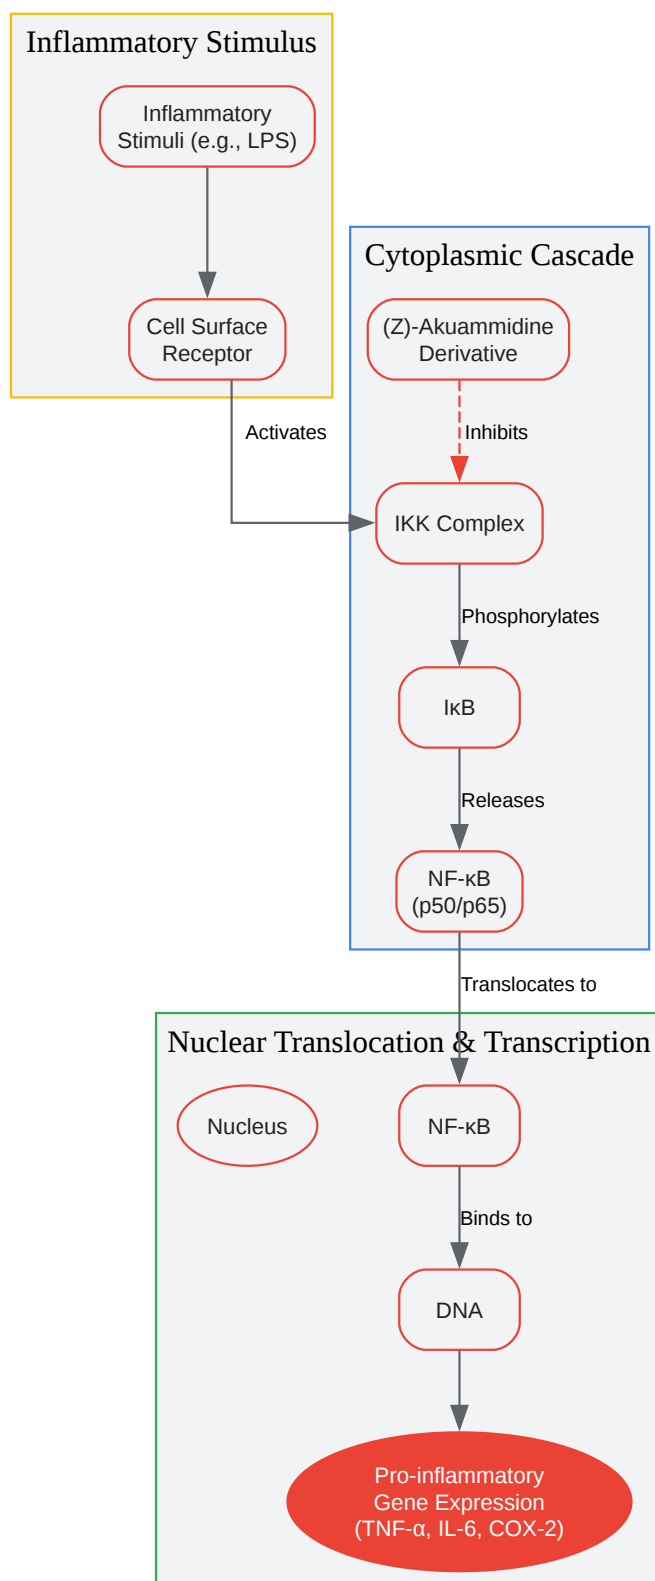 Inflammatory Stimulus
Inflammatory
Stimuli (e.g., LPS)
Cell Surface
Receptor
Activates
Cytoplasmic Cascade
(Z)-Akuammidine
Derivative
Inhibits
IKK Complex
Phosphorylates
IκB
Releases
NF-κB
(p50/p65)
Translocates to
Nuclear Translocation & Transcription
Nucleus
NF-κB
Binds to
DNA
Pro-inflammatory
Gene Expression
(TNF-α, IL-6, COX-2)